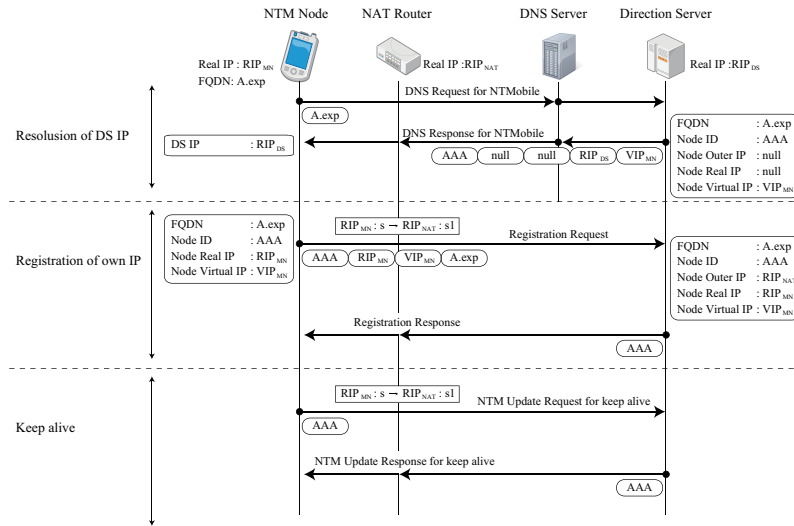 NTM Node
NAT Router
DNS Server
Direction Server
Real IP : RIP MN
FQDN: A.exp
Real IP :RIP NAT
Real IP :RIP DS
DNS Request for NTMobile
A.exp
Resolusion of DS IP
DS IP : RIP DS
DNS Response for NTMobile
AAA null null RIP DS VIP MN
FQDN : A.exp
Node ID : AAA
Node Outer IP : null
Node Real IP : null
Node Virtual IP : VIP MN
Registration of own IP
FQDN : A.exp
Node ID : AAA
Node Real IP : RIP MN
Node Virtual IP : VIP MN
RIP MN : s → RIP NAT : s1
Registration Request
AAA RIP MN VIP MN A.exp
FQDN : A.exp
Node ID : AAA
Node Outer IP : RIP NAT
Node Real IP : RIP MN
Node Virtual IP : VIP MN
Registration Response
AAA
Keep alive
RIP MN : s → RIP NAT : s1
NTM Update Request for keep alive
AAA
NTM Update Response for keep alive
AAA